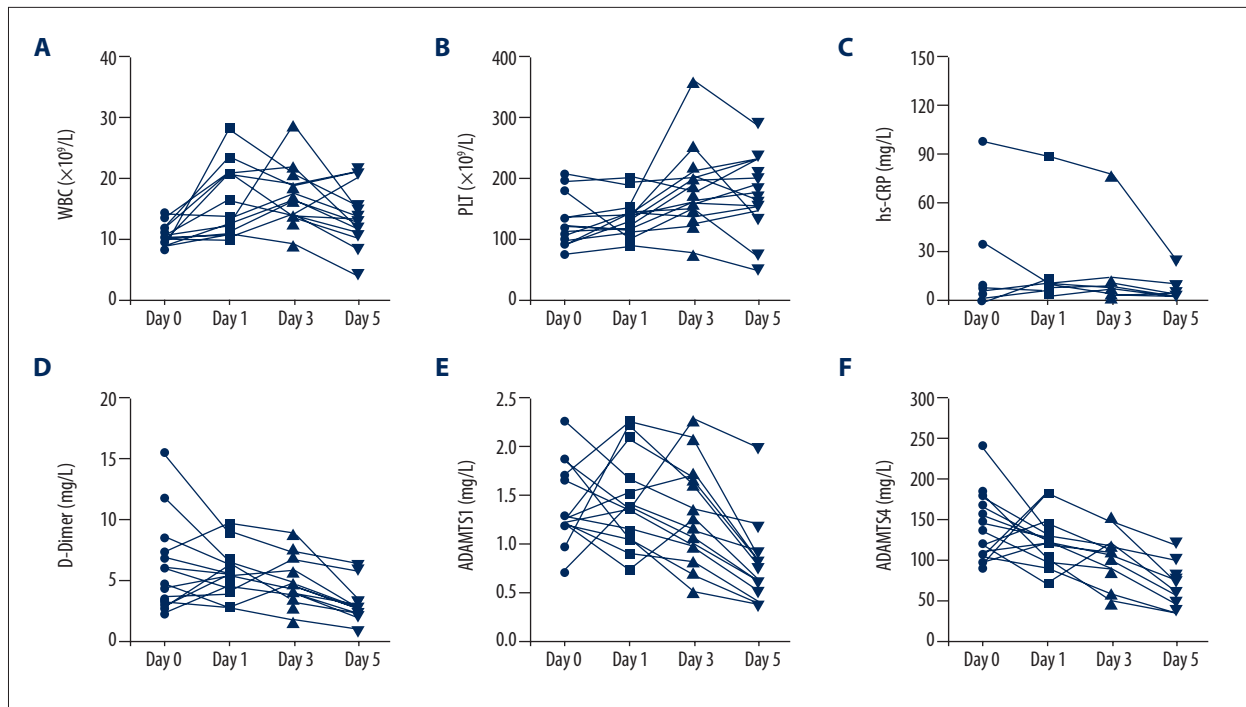 A
WBC (×10⁹/L)
40
30
20
10
0
Day 0 Day 1 Day 3 Day 5
B
PLT (×10⁹/L)
400
300
200
100
0
Day 0 Day 1 Day 3 Day 5
C
hs-CRP (mg/L)
150
120
90
60
30
0
Day 0 Day 1 Day 3 Day 5
D
D-Dimer (mg/L)
20
15
10
5
0
Day 0 Day 1 Day 3 Day 5
E
ADAMTS1 (mg/L)
2.5
2.0
1.5
1.0
0.5
0.0
Day 0 Day 1 Day 3 Day 5
F
ADAMTS4 (mg/L)
300
250
200
150
100
50
0
Day 0 Day 1 Day 3 Day 5